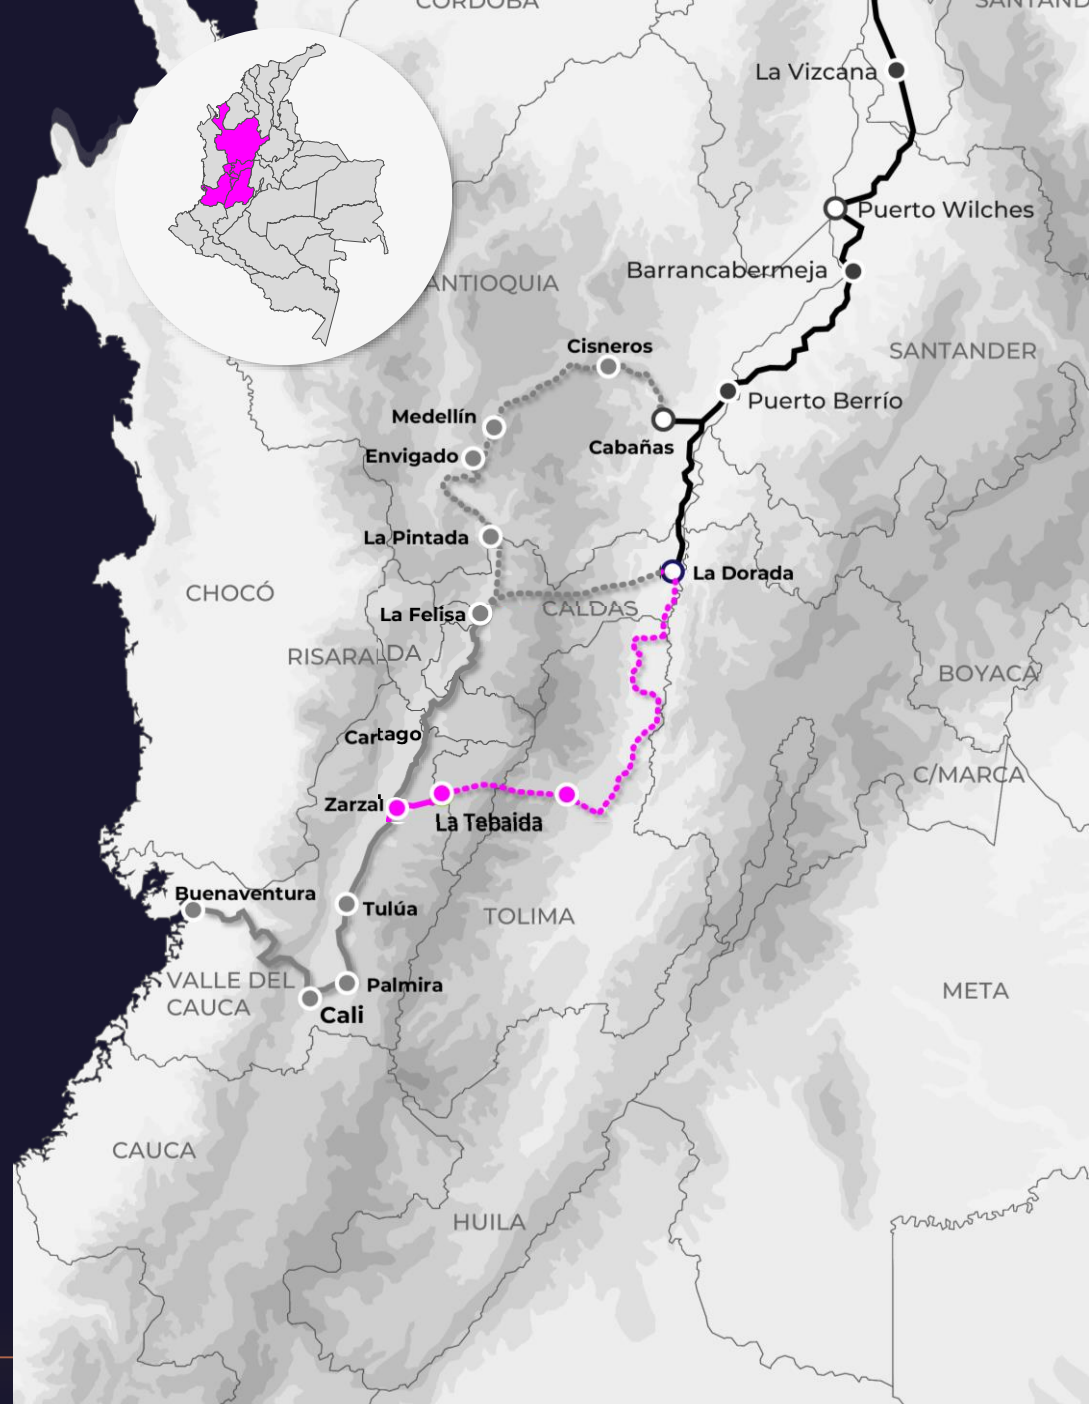 CÓRDOBA
SANTAND
La Vizcana
Puerto Wilches
Barrancabermeja
ANTIOQUIA
Cisneros
SANTANDER
Puerto Berrío
Medellín
Cabañas
Envigado
La Pintada
La Dorada
CHOCÓ
CALDAS
La Felisa
RISARALDA
BOYACÁ
Cartago
C/MARCA
Zarzal
La Tebaida
Buenaventura
Tulúa
TOLIMA
VALLE DEL
CAUCA
Palmira
META
Cali
CAUCA
HUILA